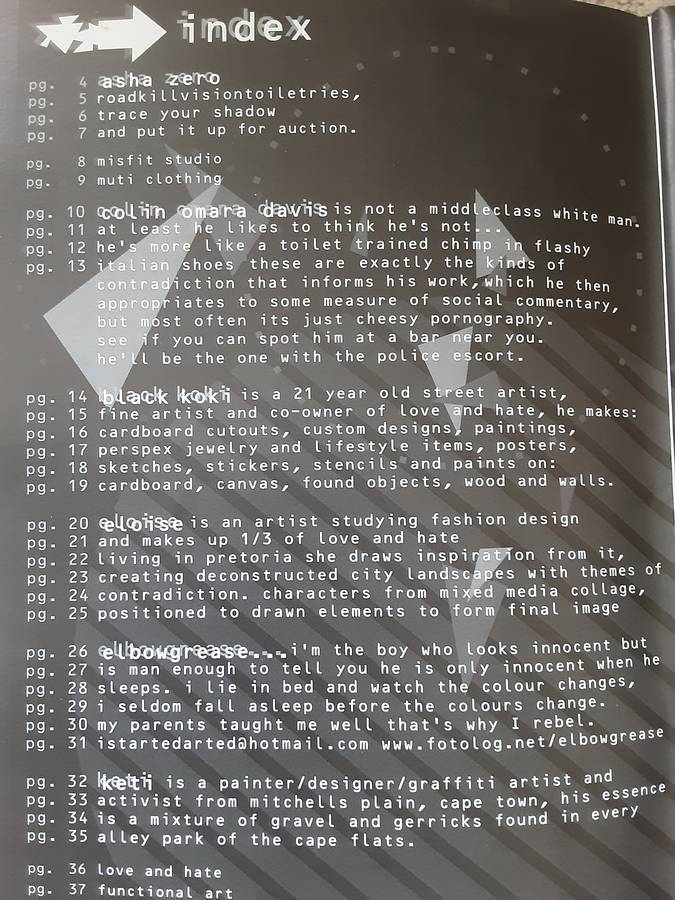 index
pg. 4 asha zero
pg. 5 roadkillvisiontoiletries,
pg. 6 trace your shadow
pg. 7 and put it up for auction.
pg. 8 misfit studio
pg. 9 muti clothing
pg. 10 colin omara davis is not a middleclass white man.
pg. 11 at least he likes to think he's not...
pg. 12 he's more like a toilet trained chimp in flashy
pg. 13 italian shoes these are exactly the kinds of
contradiction that informs his work,which he then
appropriates to some measure of social commentary,
but most often its just cheesy pornography.
see if you can spot him at a bar near you.
he'll be the one with the police escort.
pg. 14 black koki is a 21 year old street artist,
pg. 15 fine artist and co-owner of love and hate, he makes:
pg. 16 cardboard cutouts, custom designs, paintings,
pg. 17 perspex jewelry and lifestyle items, posters,
pg. 18 sketches, stickers, stencils and paints on:
pg. 19 cardboard, canvas, found objects, wood and walls.
pg. 20 eloise is an artist studying fashion design
pg. 21 and makes up 1/3 of love and hate
pg. 22 living in pretoria she draws inspiration from it,
pg. 23 creating deconstructed city landscapes with themes of
pg. 24 contradiction. characters from mixed media collage,
pg. 25 positioned to drawn elements to form final image
pg. 26 elbowgrease....i'm the boy who looks innocent but
pg. 27 is man enough to tell you he is only innocent when he
pg. 28 sleeps. i lie in bed and watch the colour changes,
pg. 29 i seldom fall asleep before the colours change.
pg. 30 my parents taught me well that's why I rebel.
pg. 31 istartedarted@hotmail.com www.fotolog.net/elbowgrease
pg. 32 keti is a painter/designer/graffiti artist and
pg. 33 activist from mitchells plain, cape town, his essence
pg. 34 is a mixture of gravel and gerricks found in every
pg. 35 alley park of the cape flats.
pg. 36 love and hate
pg. 37 functional art